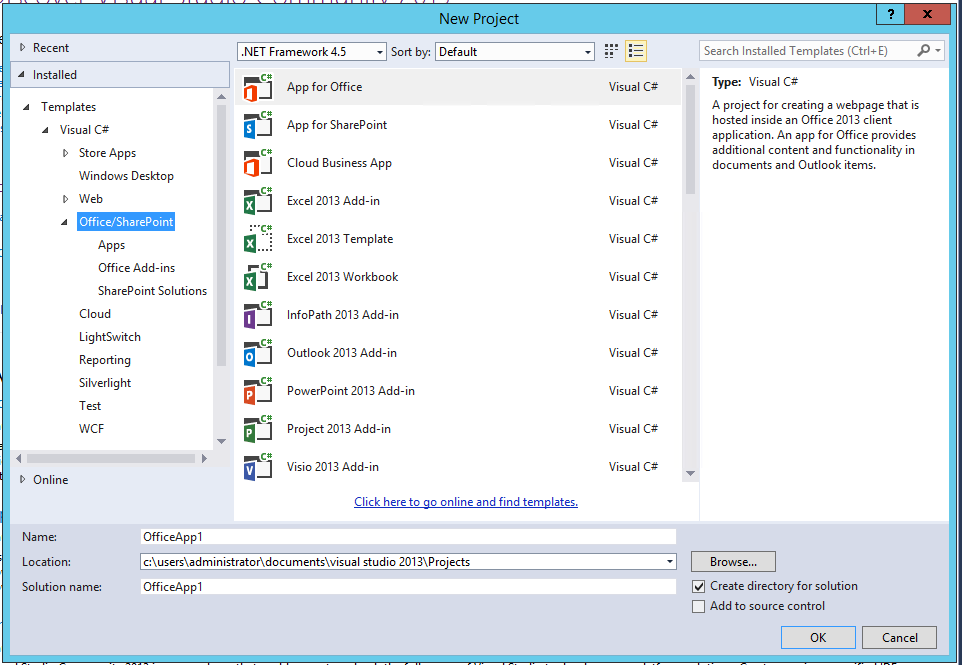 New Project
?
x
Recent
.NET Framework 4.5
Sort by:
Default
Search Installed Templates (Ctrl+E)
Installed
Templates
Visual C#
Store Apps
Windows Desktop
Web
Office/SharePoint
Apps
Office Add-ins
SharePoint Solutions
Cloud
LightSwitch
Reporting
Silverlight
Test
WCF
Online
C# App for Office Visual C#
C# App for SharePoint Visual C#
C# Cloud Business App Visual C#
C# Excel 2013 Add-in Visual C#
C# Excel 2013 Template Visual C#
C# Excel 2013 Workbook Visual C#
C# InfoPath 2013 Add-in Visual C#
C# Outlook 2013 Add-in Visual C#
C# PowerPoint 2013 Add-in Visual C#
C# Project 2013 Add-in Visual C#
C# Visio 2013 Add-in Visual C#
Click here to go online and find templates.
Type: Visual C#
A project for creating a webpage that is
hosted inside an Office 2013 client
application. An app for Office provides
additional content and functionality in
documents and Outlook items.
Name: OfficeApp1
Location: c:\users\administrator\documents\visual studio 2013\Projects
Browse...
Solution name: OfficeApp1
Create directory for solution
Add to source control
OK
Cancel